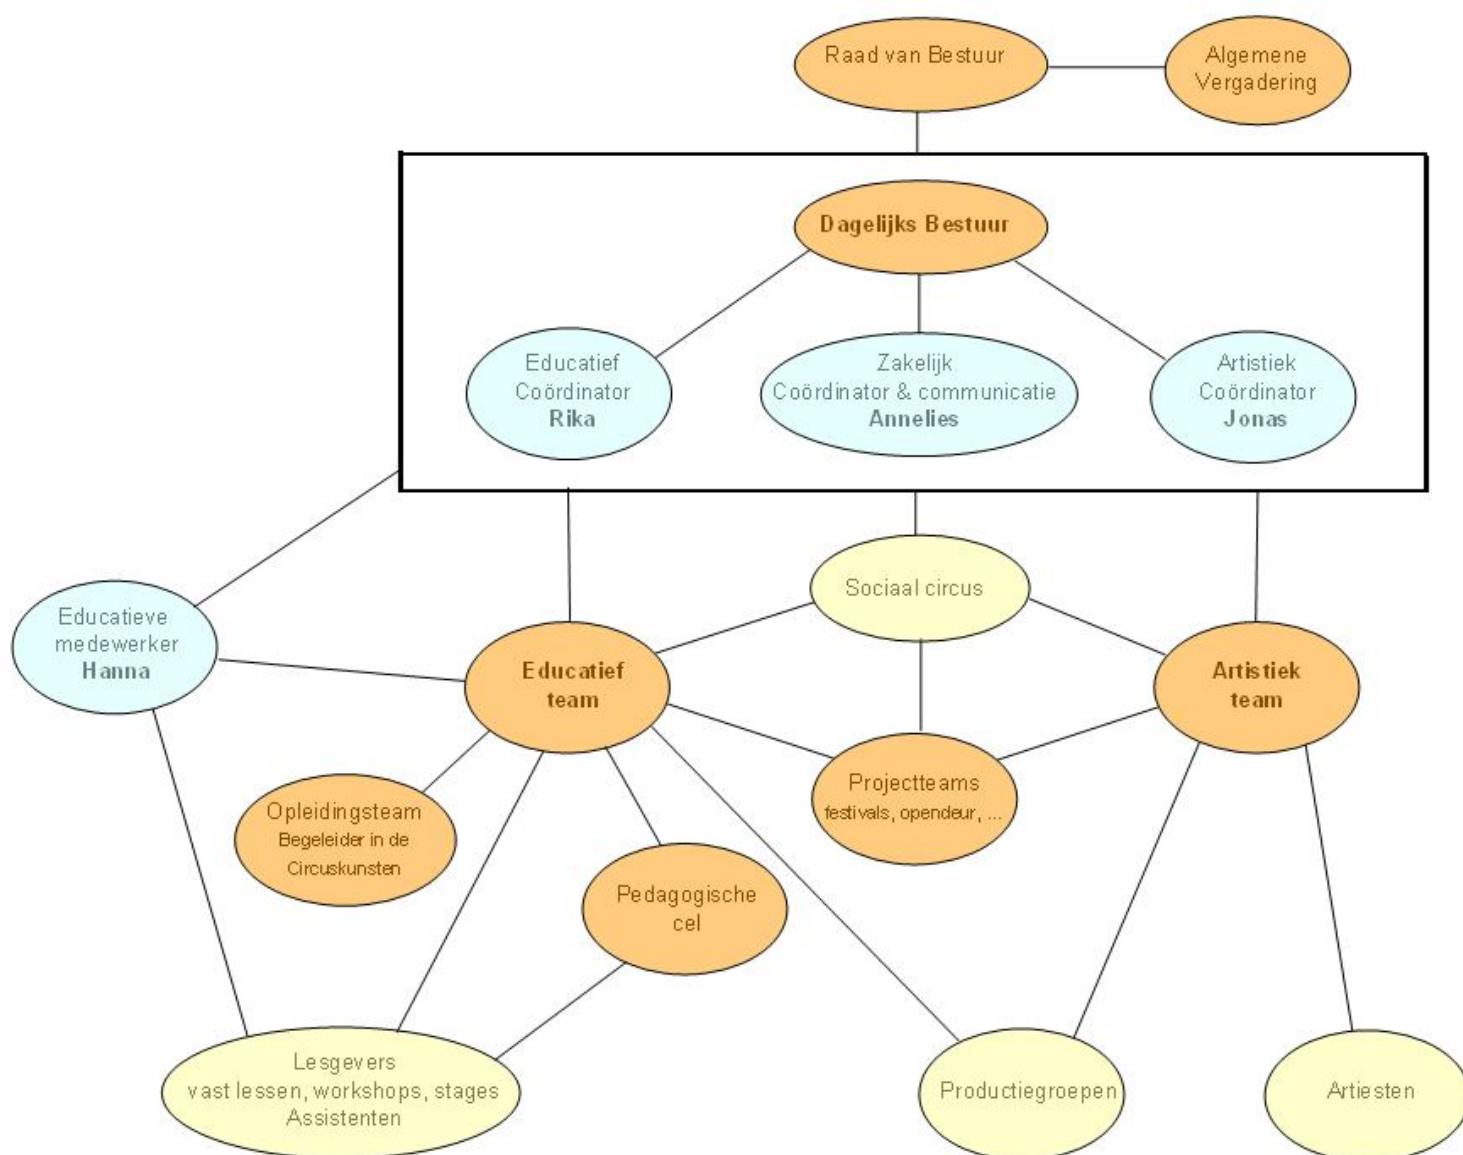 Raad van Bestuur
Algemene
Vergadering
Dagelijks Bestuur
Educatief
Coördinator
Rika
Zakelijk
Coördinator & communicatie
Annelies
Artistiek
Coördinator
Jonas
Sociaal circus
Educatieve
medewerker
Hanna
Educatief
team
Artistiek
team
Opleidingsteam
Begeleider in de
Circuskunsten
Projectteams
festivals, opendeur, ...
Pedagogische
cel
Lesgevers
vast lessen, workshops, stages
Assistenten
Productiegroepen
Artiesten